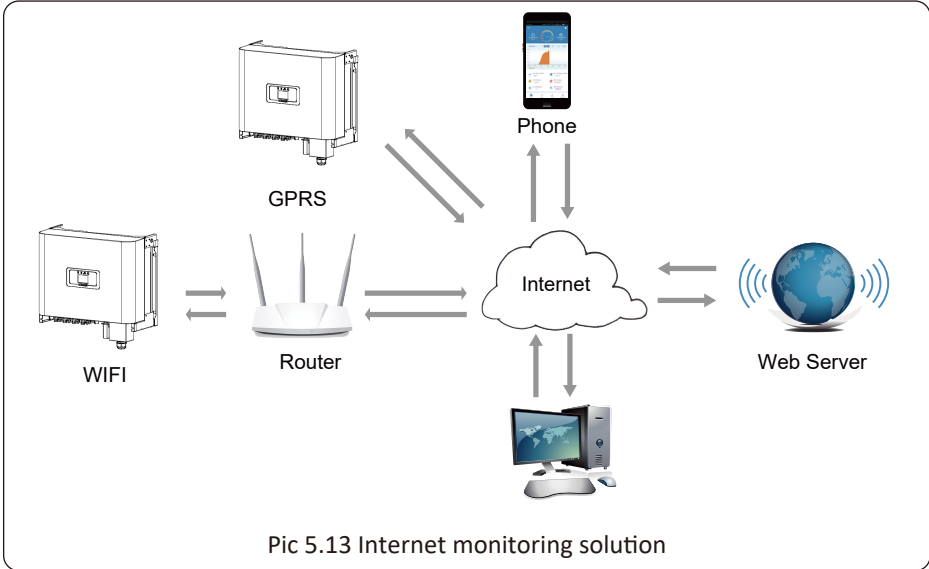 Phone
GPRS
Internet
WIFI
Router
Web Server
Pic 5.13 Internet monitoring solution